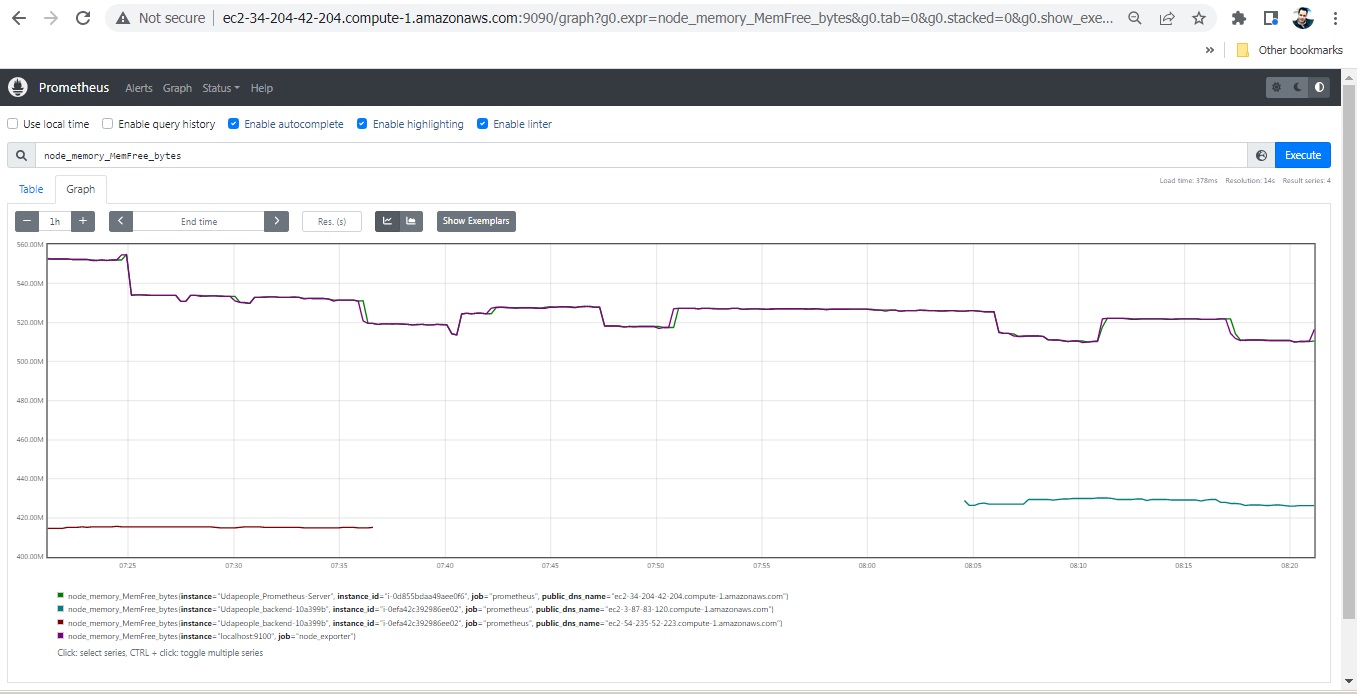 Not secure ec2-34-204-42-204.compute-1.amazonaws.com:9090/graph?g0.expr=node_memory_MemFree_bytes&g0.tab=0&g0.stacked=0&g0.show_exe...
» Other bookmarks
Prometheus Alerts Graph Status Help
Use local time Enable query history Enable autocomplete Enable highlighting Enable linter
node_memory_MemFree_bytes Execute
Load time: 378ms Resolution: 14s Result series: 4
Table Graph
− 1h + End time Res. (s) Show Exemplars
560.00M
540.00M
520.00M
500.00M
480.00M
460.00M
440.00M
420.00M
400.00M
07:25 07:30 07:35 07:40 07:45 07:50 07:55 08:00 08:05 08:10 08:15 08:20
node_memory_MemFree_bytes{instance="Udapeople_Prometheus-Server", instance_id="i-0d855bdaa49aee0f6", job="prometheus", public_dns_name="ec2-34-204-42-204.compute-1.amazonaws.com"}
node_memory_MemFree_bytes{instance="Udapeople_backend-10a399b", instance_id="i-0efa42c392986ee02", job="prometheus", public_dns_name="ec2-3-87-83-120.compute-1.amazonaws.com"}
node_memory_MemFree_bytes{instance="Udapeople_backend-10a399b", instance_id="i-0efa42c392986ee02", job="prometheus", public_dns_name="ec2-54-235-52-223.compute-1.amazonaws.com"}
node_memory_MemFree_bytes{instance="localhost:9100", job="node_exporter"}
Click: select series, CTRL + click: toggle multiple series